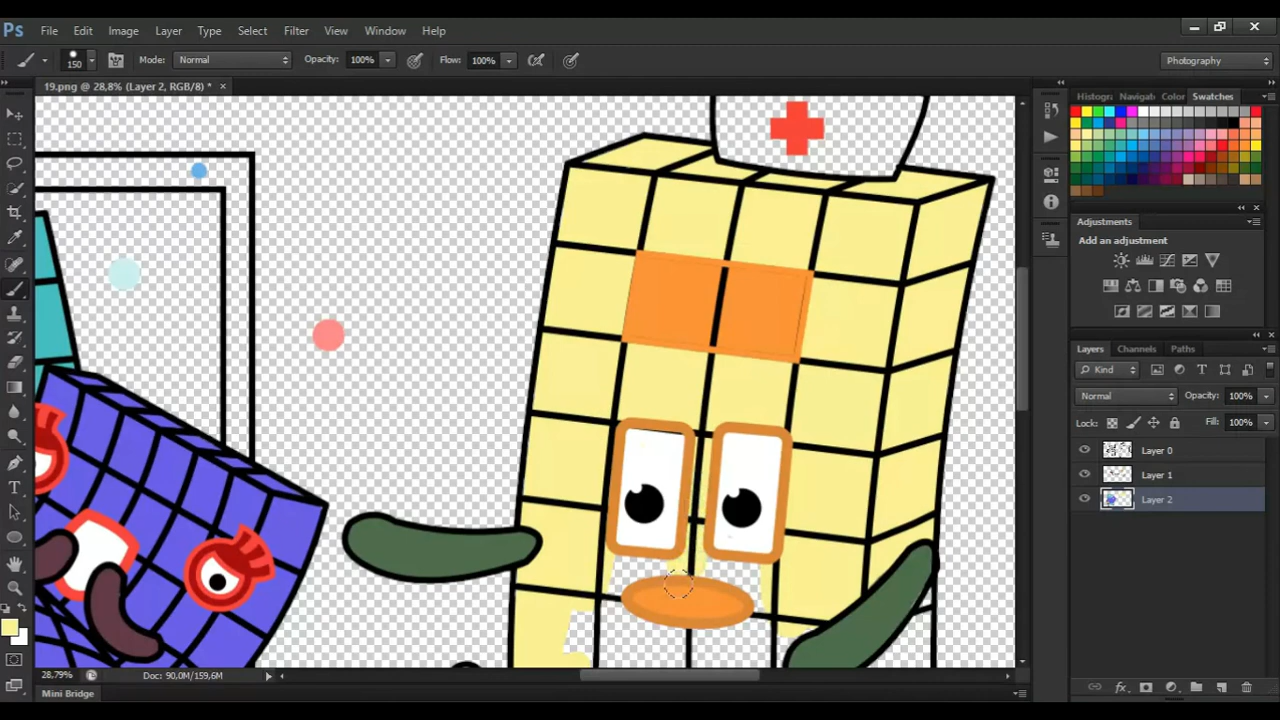 Ps File Edit Image Layer Type Select Filter View Window Help
150 Mode: Normal Opacity: 100% Flow: 100% Photography
19.png @ 28,8% (Layer 2, RGB/8) * ×
Histogr Navigat Color Swatches
Adjustments
Add an adjustment
Layers Channels Paths
Kind
Normal Opacity: 100%
Lock: Fill: 100%
Layer 0
Layer 1
Layer 2
28,79% Doc: 90,0M/159,6M
Mini Bridge